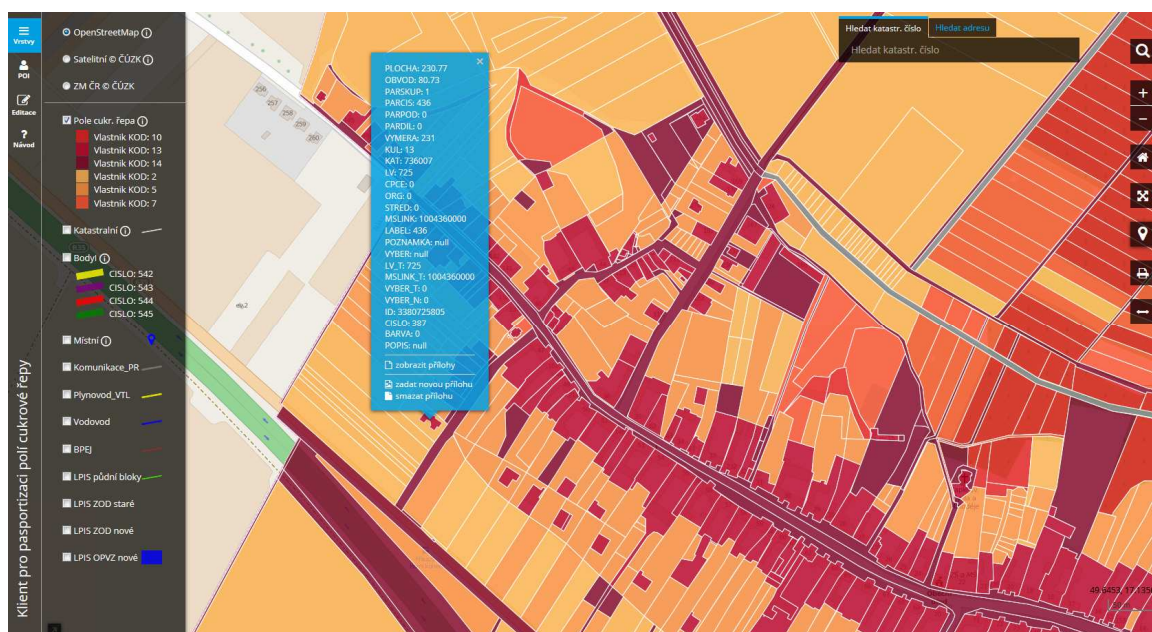 Vrstvy
POI
Editace
Návod
Klient pro pasportizaci polí cukrové řepy
OpenStreetMap
Satelitní © ČÚZK
ZM ČR © ČÚZK
Pole cukr. řepa
Vlastník KOD: 10
Vlastník KOD: 13
Vlastník KOD: 14
Vlastník KOD: 2
Vlastník KOD: 5
Vlastník KOD: 7
Katastralní
BodyI
CISLO: 542
CISLO: 543
CISLO: 544
CISLO: 545
Místní
Komunikace_PR
Plynovod_VTL
Vodovod
BPEJ
LPIS půdní bloky
LPIS ZOD staré
LPIS ZOD nové
LPIS OPVZ nové
256
257
258
259
260
PLOCHA: 230.77
OBVOD: 80.73
PARSKUP: 1
PARCIS: 436
PARPOD: 0
PARDIL: 0
VYMERA: 231
KUL: 13
KAT: 736007
LV: 725
CPCE: 0
ORG: 0
STRED: 0
MSLINK: 1004360000
LABEL: 436
POZNAMKA: null
VYBER: null
LV_T: 725
MSLINK_T: 1004360000
VYBER_T: 0
VYBER_N: 0
ID: 3380725805
CISLO: 387
BARVA: 0
POPIS: null
zobrazit přílohy
zadat novou přílohu
smazat přílohu
Hledat katastr. číslo
Hledat adresu
Hledat katastr. číslo